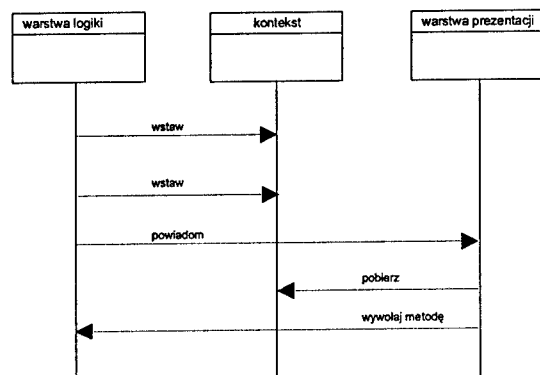 warstwa logiki
kontekst
warstwa prezentacji
wstaw
wstaw
powiadom
pobierz
wywołaj metodę